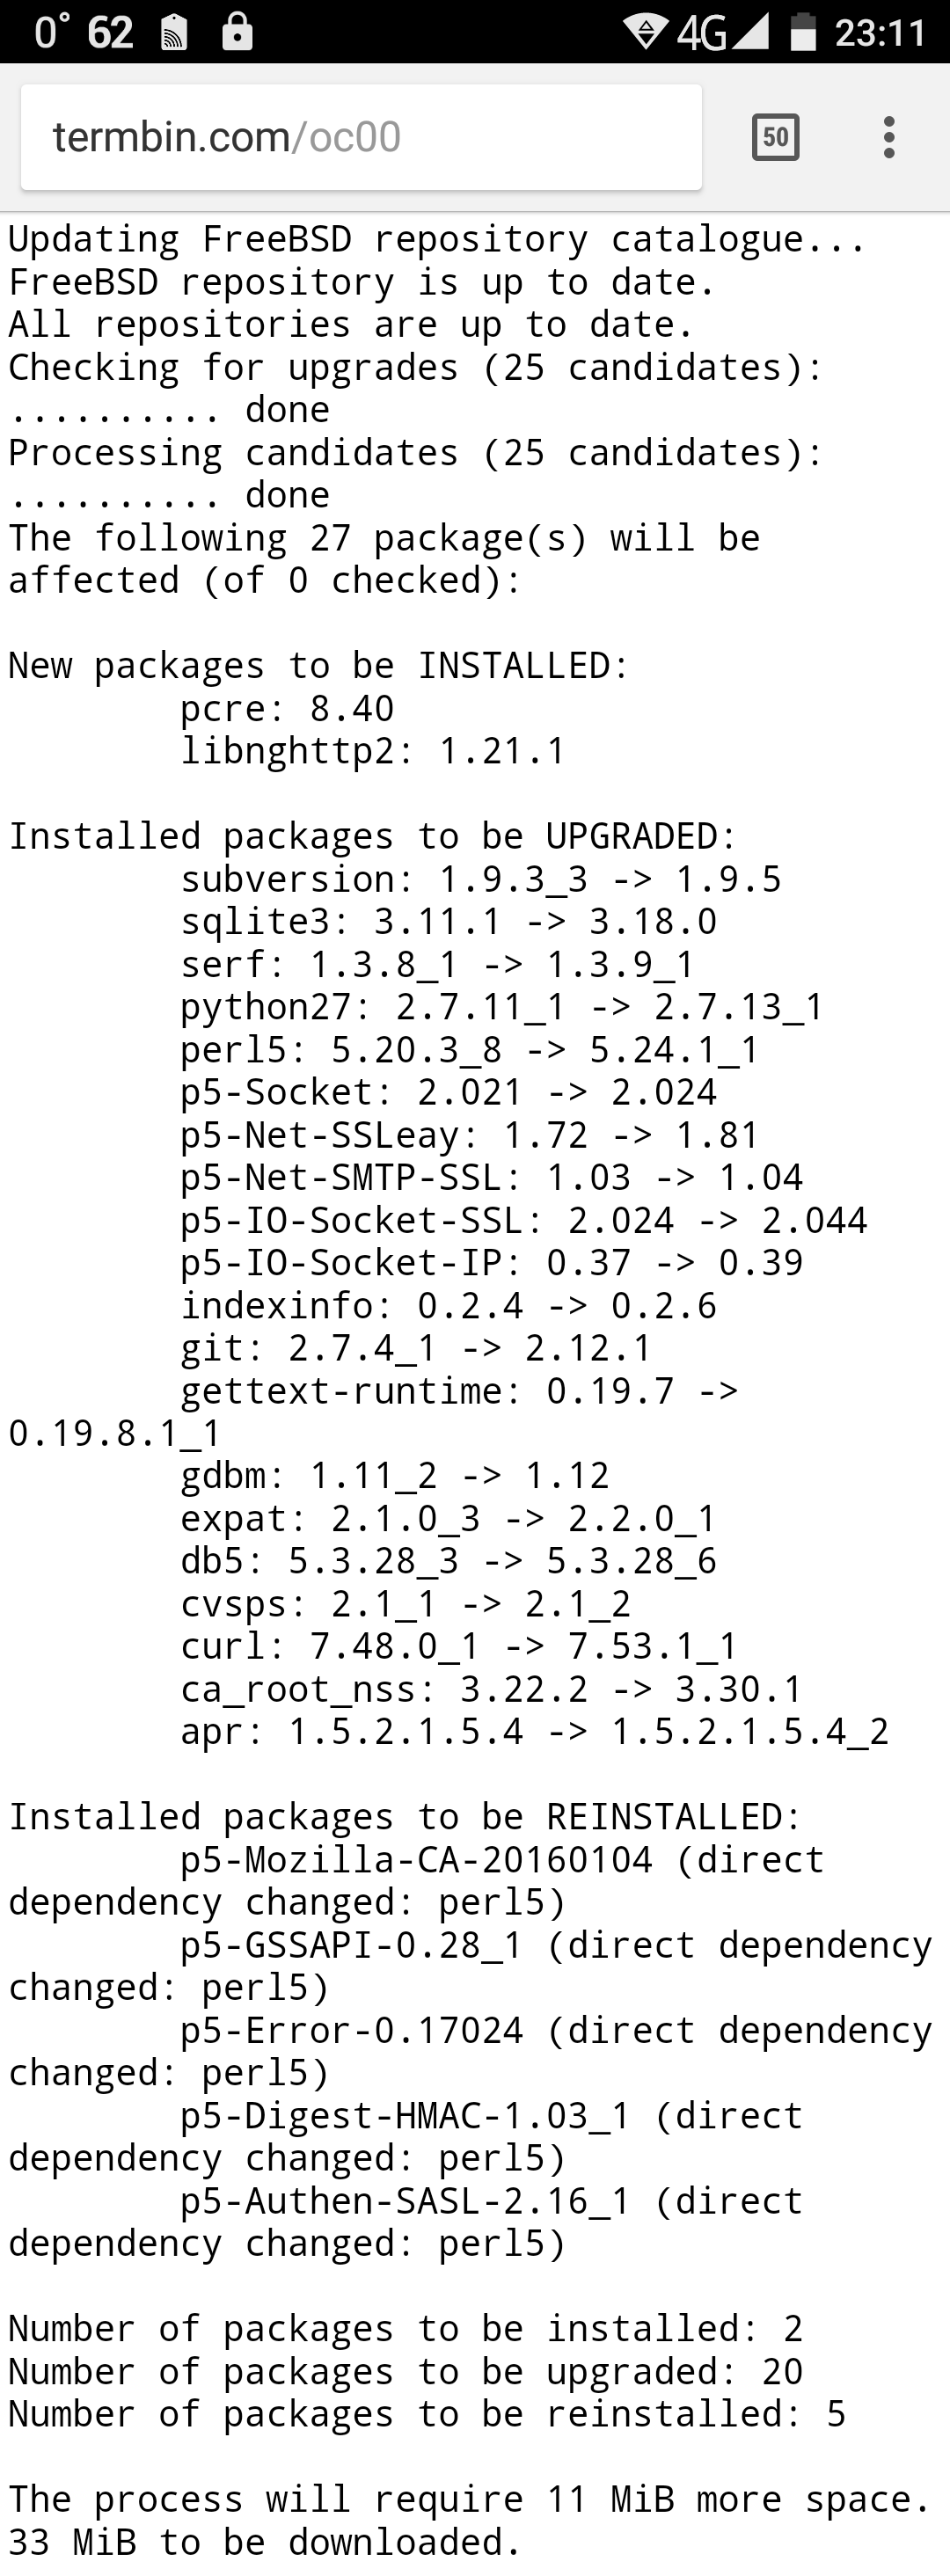 0° 62 4G 23:11
termbin.com/oc00 50
Updating FreeBSD repository catalogue...
FreeBSD repository is up to date.
All repositories are up to date.
Checking for upgrades (25 candidates):
.......... done
Processing candidates (25 candidates):
.......... done
The following 27 package(s) will be
affected (of 0 checked):

New packages to be INSTALLED:
        pcre: 8.40
        libnghttp2: 1.21.1

Installed packages to be UPGRADED:
        subversion: 1.9.3_3 -> 1.9.5
        sqlite3: 3.11.1 -> 3.18.0
        serf: 1.3.8_1 -> 1.3.9_1
        python27: 2.7.11_1 -> 2.7.13_1
        perl5: 5.20.3_8 -> 5.24.1_1
        p5-Socket: 2.021 -> 2.024
        p5-Net-SSLeay: 1.72 -> 1.81
        p5-Net-SMTP-SSL: 1.03 -> 1.04
        p5-IO-Socket-SSL: 2.024 -> 2.044
        p5-IO-Socket-IP: 0.37 -> 0.39
        indexinfo: 0.2.4 -> 0.2.6
        git: 2.7.4_1 -> 2.12.1
        gettext-runtime: 0.19.7 ->
0.19.8.1_1
        gdbm: 1.11_2 -> 1.12
        expat: 2.1.0_3 -> 2.2.0_1
        db5: 5.3.28_3 -> 5.3.28_6
        cvsps: 2.1_1 -> 2.1_2
        curl: 7.48.0_1 -> 7.53.1_1
        ca_root_nss: 3.22.2 -> 3.30.1
        apr: 1.5.2.1.5.4 -> 1.5.2.1.5.4_2

Installed packages to be REINSTALLED:
        p5-Mozilla-CA-20160104 (direct
dependency changed: perl5)
        p5-GSSAPI-0.28_1 (direct dependency
changed: perl5)
        p5-Error-0.17024 (direct dependency
changed: perl5)
        p5-Digest-HMAC-1.03_1 (direct
dependency changed: perl5)
        p5-Authen-SASL-2.16_1 (direct
dependency changed: perl5)

Number of packages to be installed: 2
Number of packages to be upgraded: 20
Number of packages to be reinstalled: 5

The process will require 11 MiB more space.
33 MiB to be downloaded.